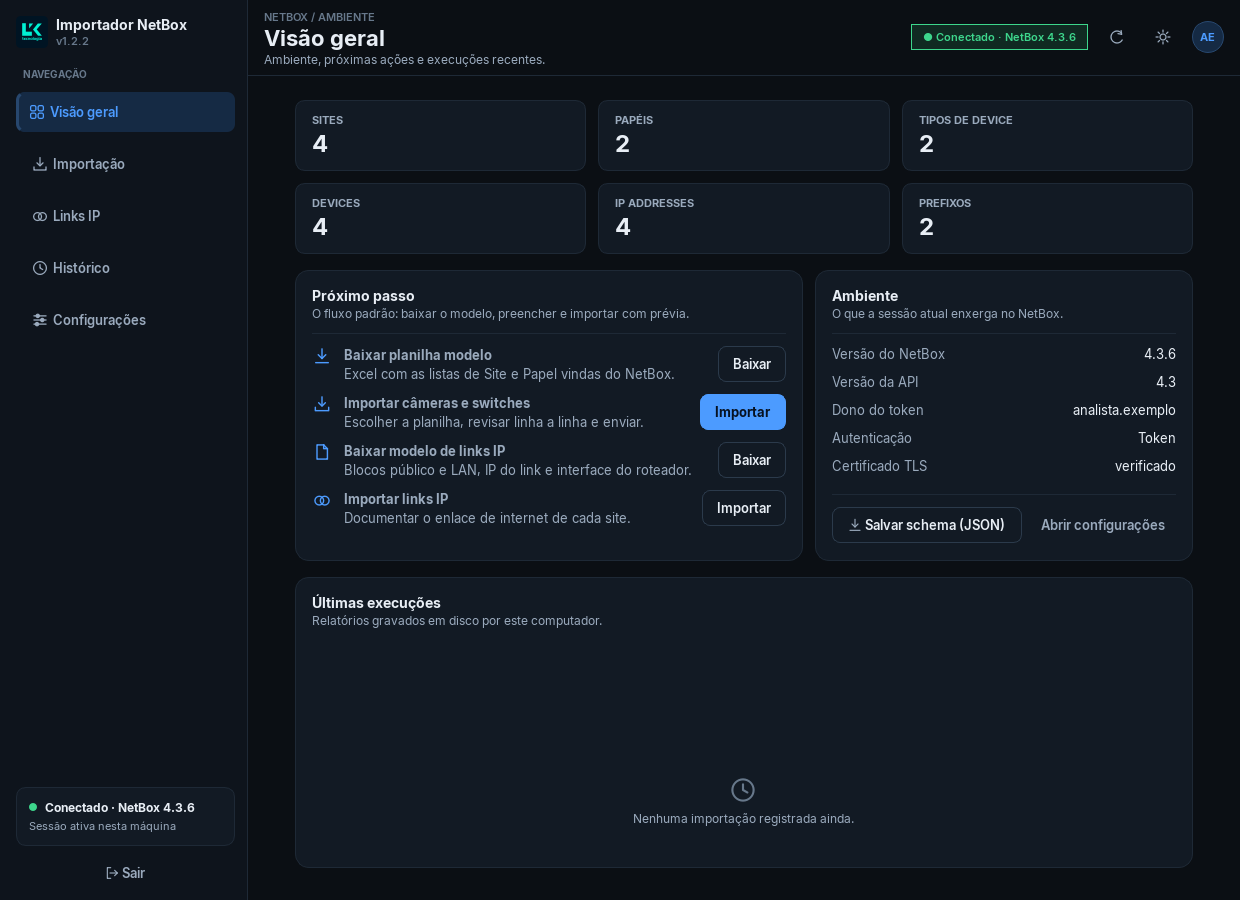 Importador NetBox
v1.2.2
NAVEGAÇÃO
Visão geral
Importação
Links IP
Histórico
Configurações
Conectado · NetBox 4.3.6
Sessão ativa nesta máquina
Sair
NETBOX / AMBIENTE
Visão geral
Ambiente, próximas ações e execuções recentes.
Conectado · NetBox 4.3.6
AE
SITES
4
PAPÉIS
2
TIPOS DE DEVICE
2
DEVICES
4
IP ADDRESSES
4
PREFIXOS
2
Próximo passo
O fluxo padrão: baixar o modelo, preencher e importar com prévia.
Baixar planilha modelo
Excel com as listas de Site e Papel vindas do NetBox.
Baixar
Importar câmeras e switches
Escolher a planilha, revisar linha a linha e enviar.
Importar
Baixar modelo de links IP
Blocos público e LAN, IP do link e interface do roteador.
Baixar
Importar links IP
Documentar o enlace de internet de cada site.
Importar
Ambiente
O que a sessão atual enxerga no NetBox.
Versão do NetBox 4.3.6
Versão da API 4.3
Dono do token analista.exemplo
Autenticação Token
Certificado TLS verificado
Salvar schema (JSON) Abrir configurações
Últimas execuções
Relatórios gravados em disco por este computador.
Nenhuma importação registrada ainda.